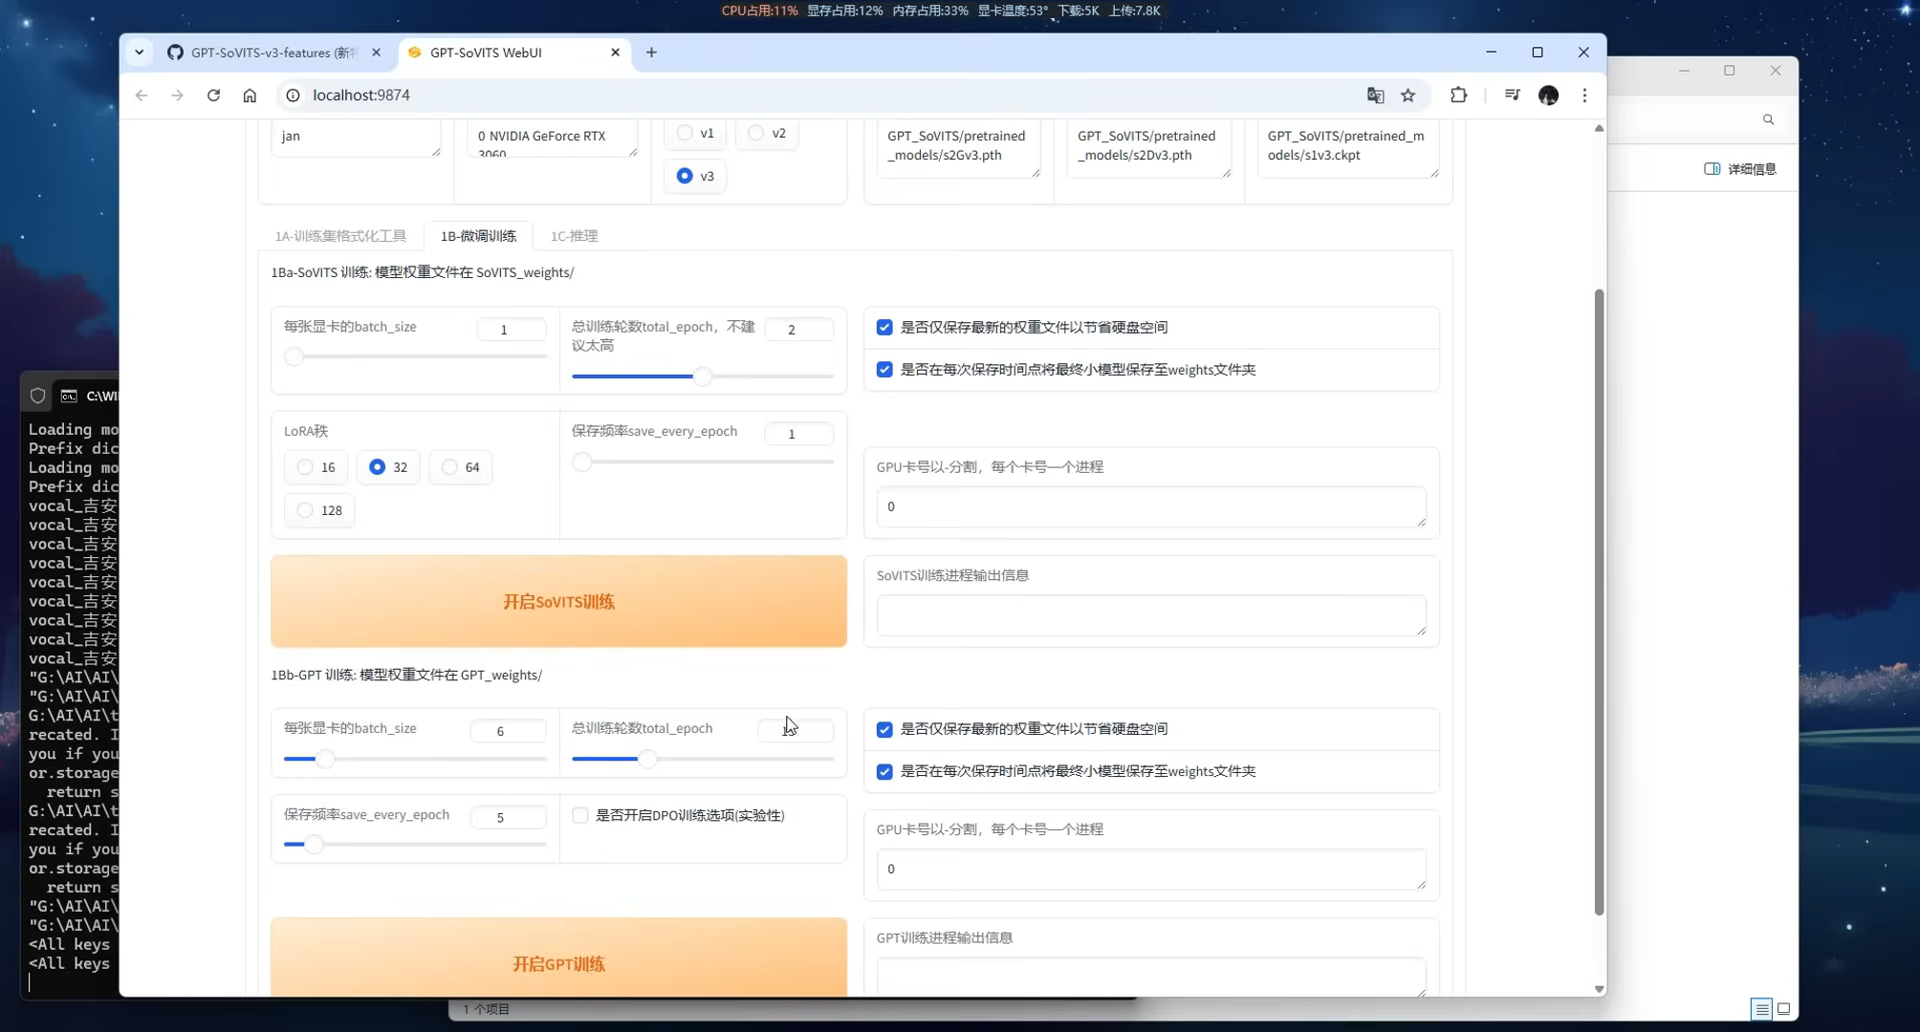 CPU占用:11% 显存占用:12% 内存占用:33% 显卡温度:53° 下载:5K 上传:7.8K
GPT-SoVITS-v3-features (新特
GPT-SoVITS WebUI
localhost:9874
jan
0 NVIDIA GeForce RTX
3060
v1
v2
v3
GPT_SoVITS/pretrained
_models/s2Gv3.pth
GPT_SoVITS/pretrained
_models/s2Dv3.pth
GPT_SoVITS/pretrained_m
odels/s1v3.ckpt
详细信息
1A-训练集格式化工具
1B-微调训练
1C-推理
1Ba-SoVITS 训练: 模型权重文件在 SoVITS_weights/
每张显卡的batch_size
1
总训练轮数total_epoch，不建
议太高
2
是否仅保存最新的权重文件以节省硬盘空间
是否在每次保存时间点将最终小模型保存至weights文件夹
LoRA秩
16
32
64
128
保存频率save_every_epoch
1
GPU卡号以-分割，每个卡号一个进程
0
开启SoVITS训练
SoVITS训练进程输出信息
1Bb-GPT 训练: 模型权重文件在 GPT_weights/
每张显卡的batch_size
6
总训练轮数total_epoch
是否仅保存最新的权重文件以节省硬盘空间
是否在每次保存时间点将最终小模型保存至weights文件夹
保存频率save_every_epoch
5
是否开启DPO训练选项(实验性)
GPU卡号以-分割，每个卡号一个进程
0
开启GPT训练
GPT训练进程输出信息
C:\WI
Loading mo
Prefix dic
Loading mo
Prefix dic
vocal_吉安
vocal_吉安
vocal_吉安
vocal_吉安
vocal_吉安
vocal_吉安
vocal_吉安
vocal_吉安
vocal_吉安
"G:\AI\AI\
"G:\AI\AI\
G:\AI\AI\t
recated. I
you if you
or.storage
return s
G:\AI\AI\t
recated. I
you if you
or.storage
return s
"G:\AI\AI\
"G:\AI\AI\
<All keys
<All keys
1 个项目